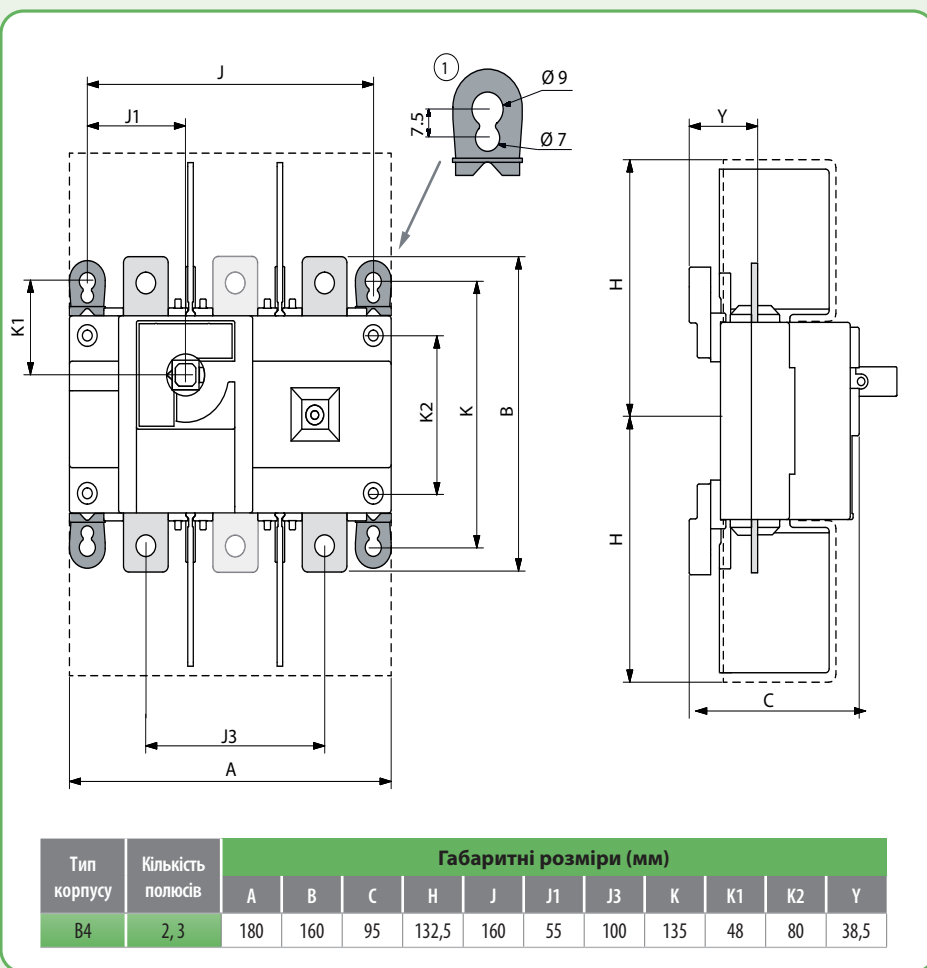 J
J1
1
Ø 9
7.5
Ø 7
Y
H
K1
K2
K
B
H
C
J3
A
Тип корпусу
Кількість полюсів
Габаритні розміри (мм)
A B C H J J1 J3 K K1 K2 Y
B4 2, 3 180 160 95 132,5 160 55 100 135 48 80 38,5